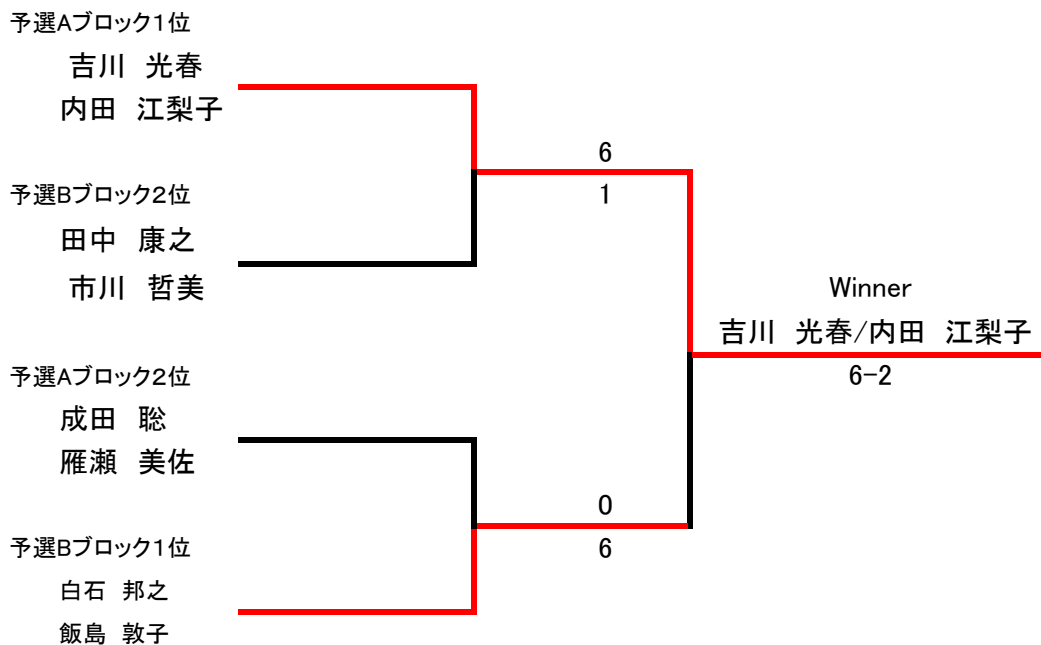 予選Aブロック1位
吉川　光春
内田　江梨子
6
1
予選Bブロック2位
田中　康之
市川　哲美
Winner
吉川　光春/内田　江梨子
6-2
予選Aブロック2位
成田　聡
雁瀬　美佐
0
6
予選Bブロック1位
白石　邦之
飯島　敦子